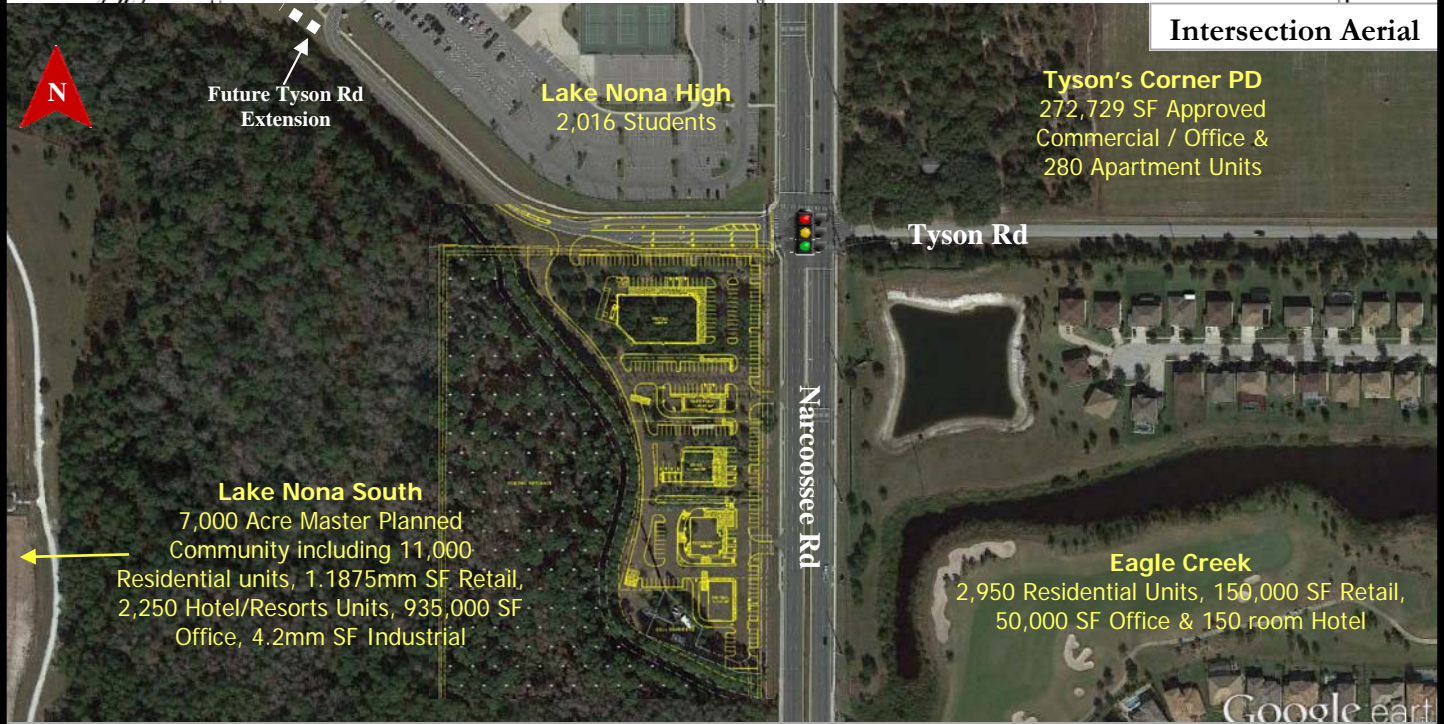 Intersection Aerial
N
Future Tyson Rd
Extension
Lake Nona High
2,016 Students
Tyson's Corner PD
272,729 SF Approved
Commercial / Office &
280 Apartment Units
Tyson Rd
Narcoossee Rd
Lake Nona South
7,000 Acre Master Planned
Community including 11,000
Residential units, 1.1875mm SF Retail,
2,250 Hotel/Resorts Units, 935,000 SF
Office, 4.2mm SF Industrial
Eagle Creek
2,950 Residential Units, 150,000 SF Retail,
50,000 SF Office & 150 room Hotel
Google eart